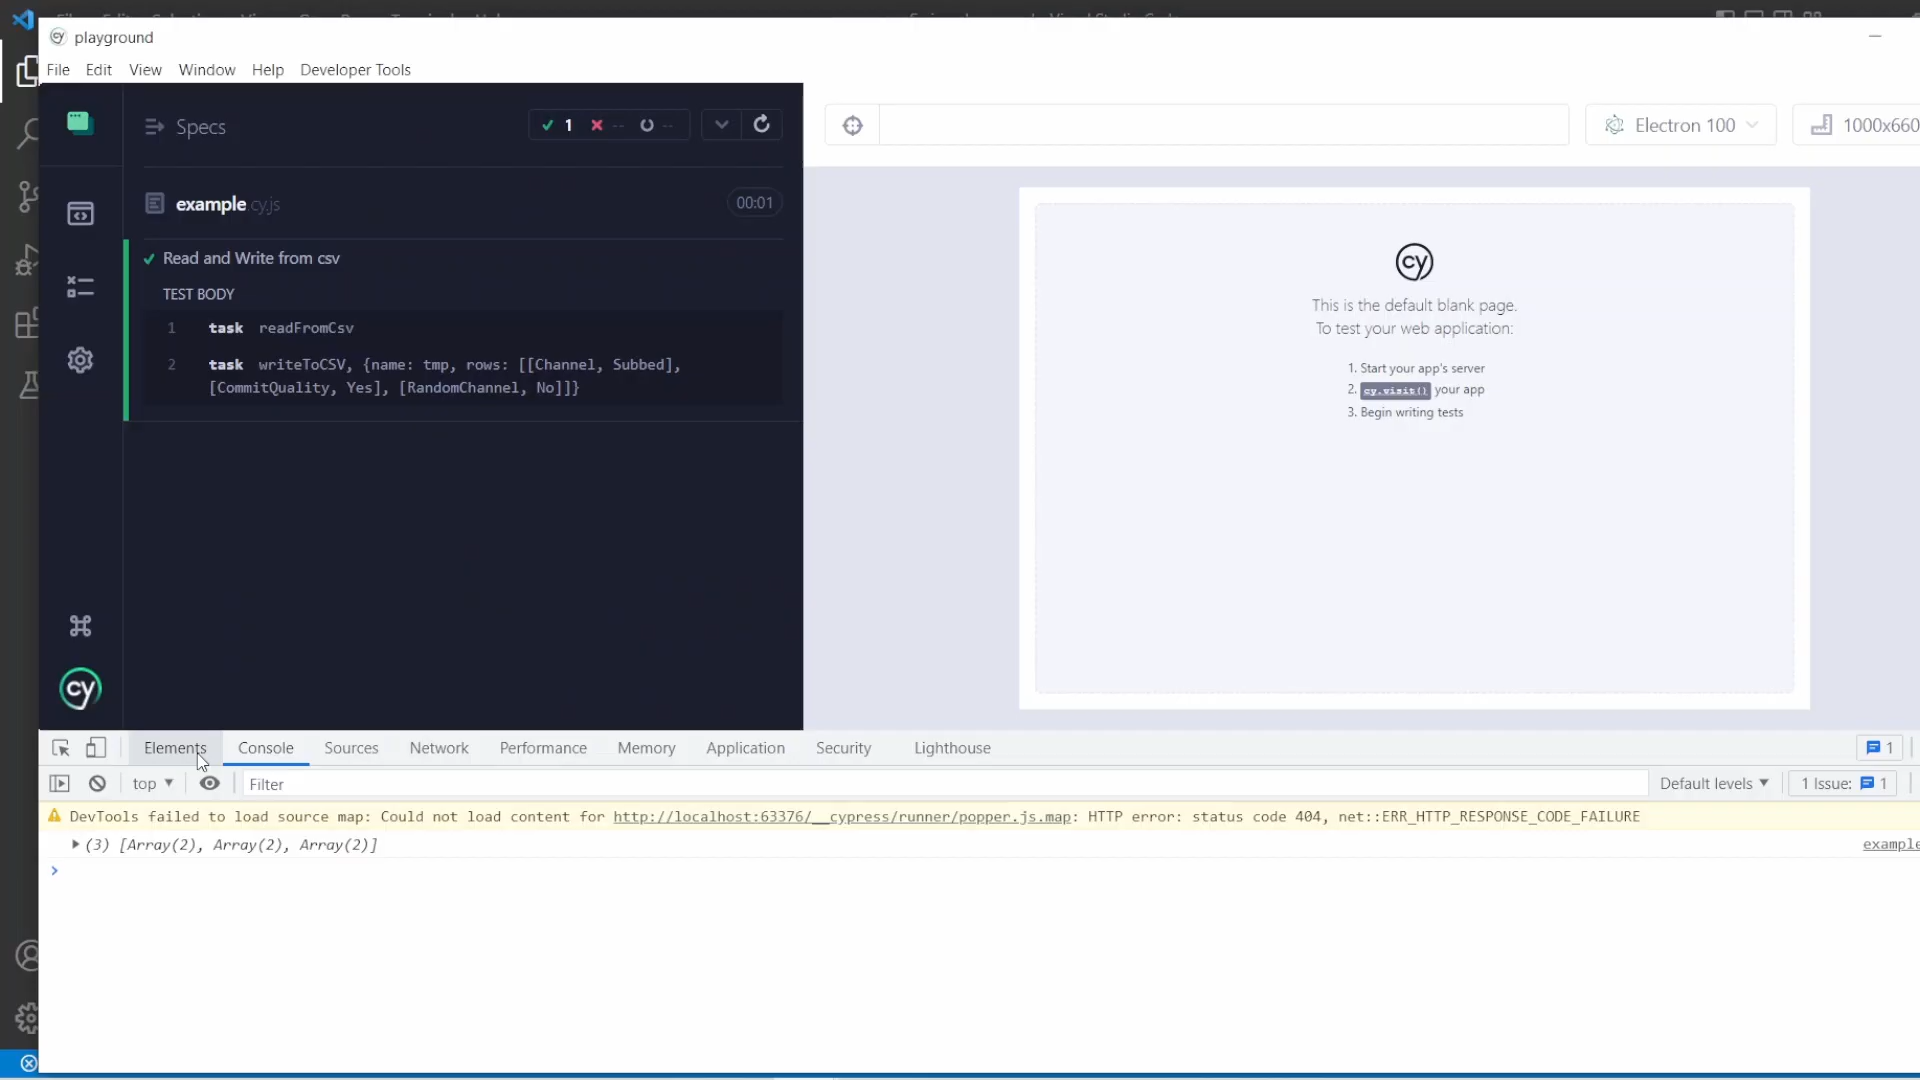 playground
File Edit View Window Help Developer Tools
Specs
1 -- --
Electron 100
1000x660
example.cy.js
00:01
Read and Write from csv
TEST BODY
1 task readFromCsv
2 task writeToCSV, {name: tmp, rows: [[Channel, Subbed],
[CommitQuality, Yes], [RandomChannel, No]]}
cy
This is the default blank page.
To test your web application:
1. Start your app's server
2. cy.visit() your app
3. Begin writing tests
cy
Elements Console Sources Network Performance Memory Application Security Lighthouse
1
top
Filter
Default levels
1 Issue: 1
DevTools failed to load source map: Could not load content for http://localhost:63376/__cypress/runner/popper.js.map: HTTP error: status code 404, net::ERR_HTTP_RESPONSE_CODE_FAILURE
(3) [Array(2), Array(2), Array(2)]
example